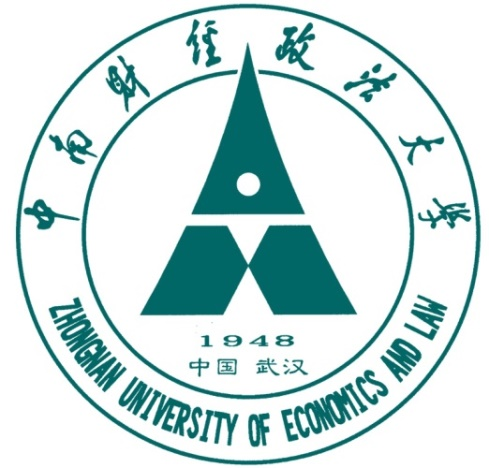 中南财经政法大学
1948
中国 武汉
ZHONGNAN UNIVERSITY OF ECONOMICS AND LAW